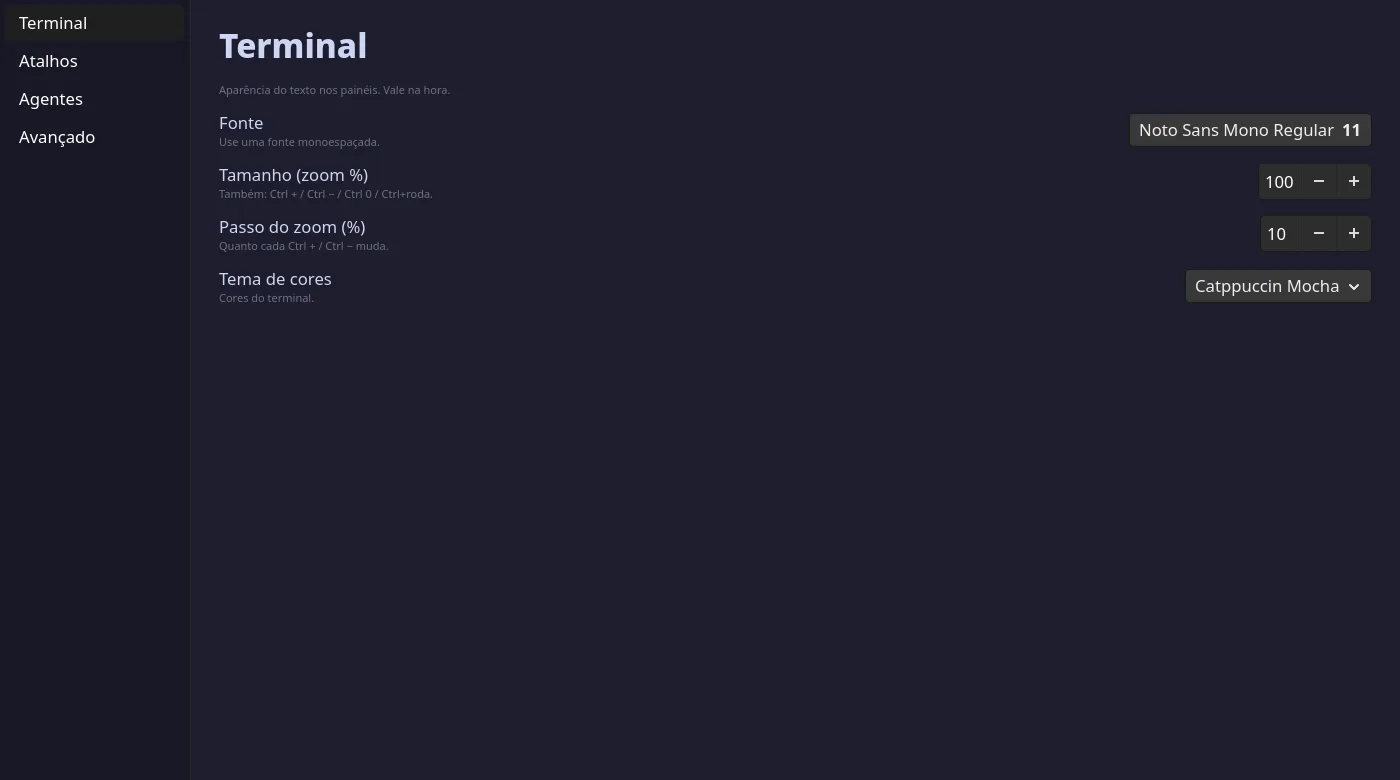 Terminal
Atalhos
Agentes
Avançado
Terminal
Aparência do texto nos painéis. Vale na hora.
Fonte
Use uma fonte monoespaçada.
Noto Sans Mono Regular 11
Tamanho (zoom %)
Também: Ctrl + / Ctrl − / Ctrl 0 / Ctrl+roda.
100 − +
Passo do zoom (%)
Quanto cada Ctrl + / Ctrl − muda.
10 − +
Tema de cores
Cores do terminal.
Catppuccin Mocha